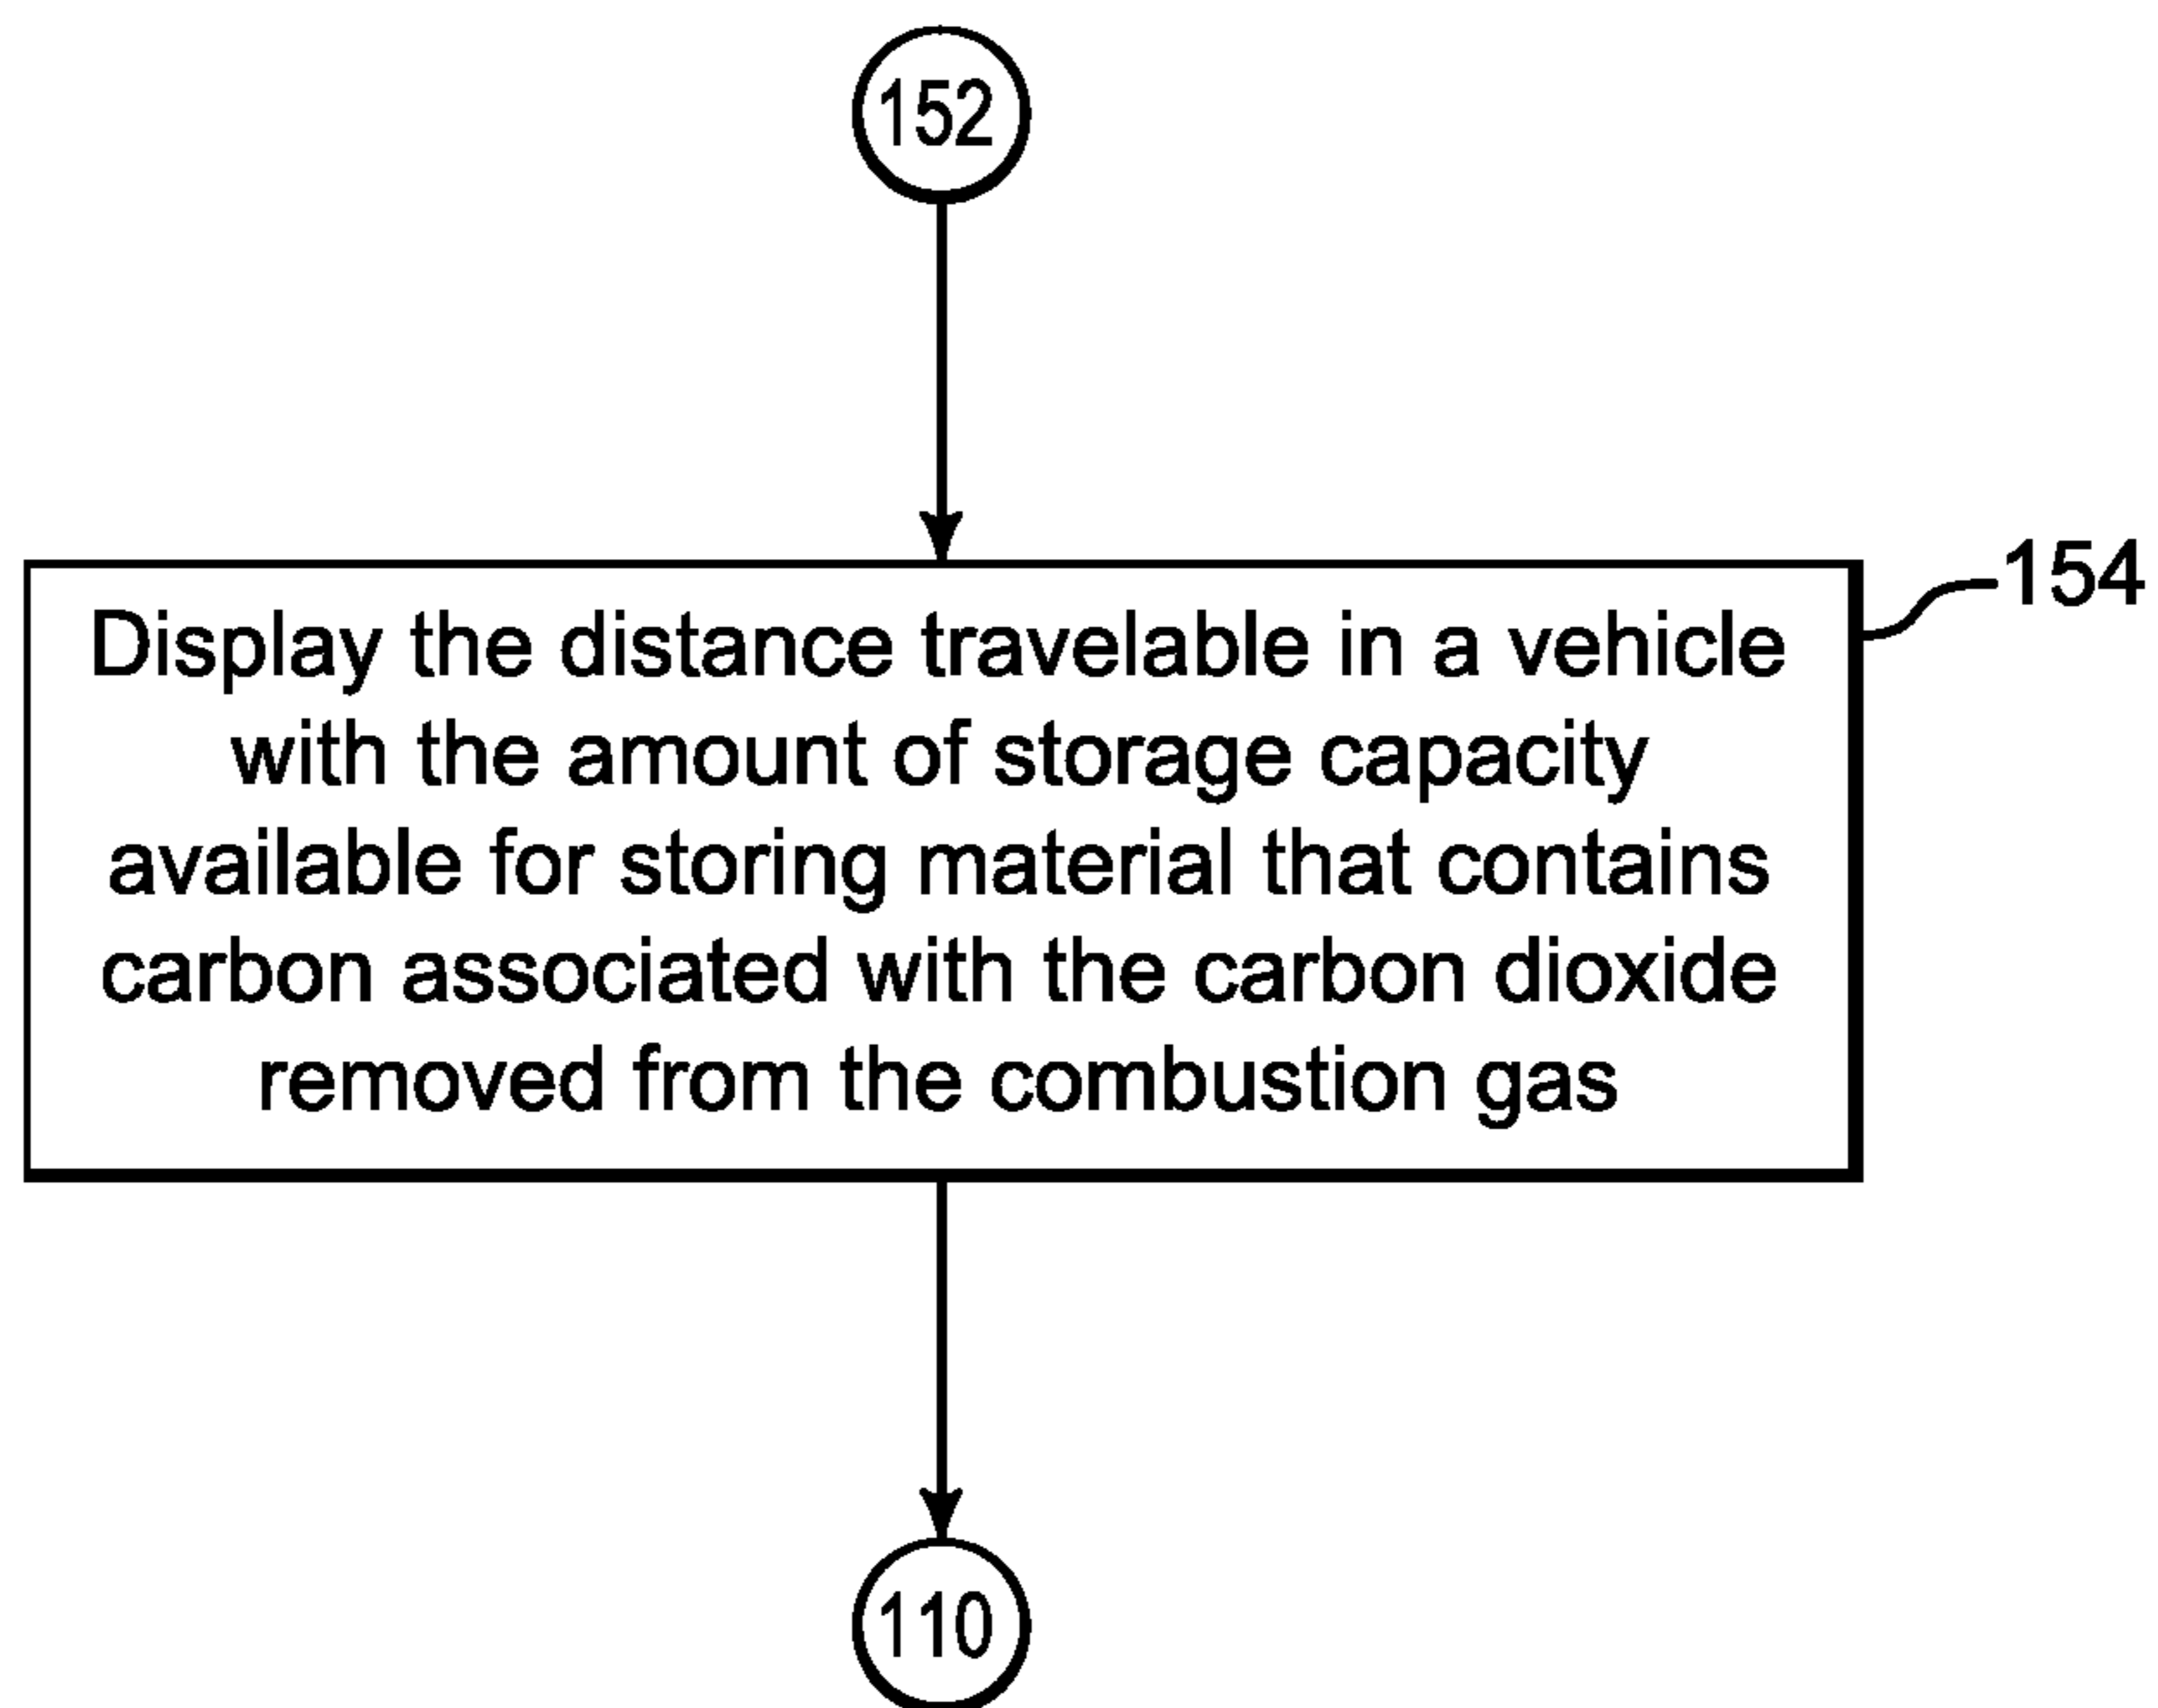 152
154
Display the distance travelable in a vehicle
with the amount of storage capacity
available for storing material that contains
carbon associated with the carbon dioxide
removed from the combustion gas
110